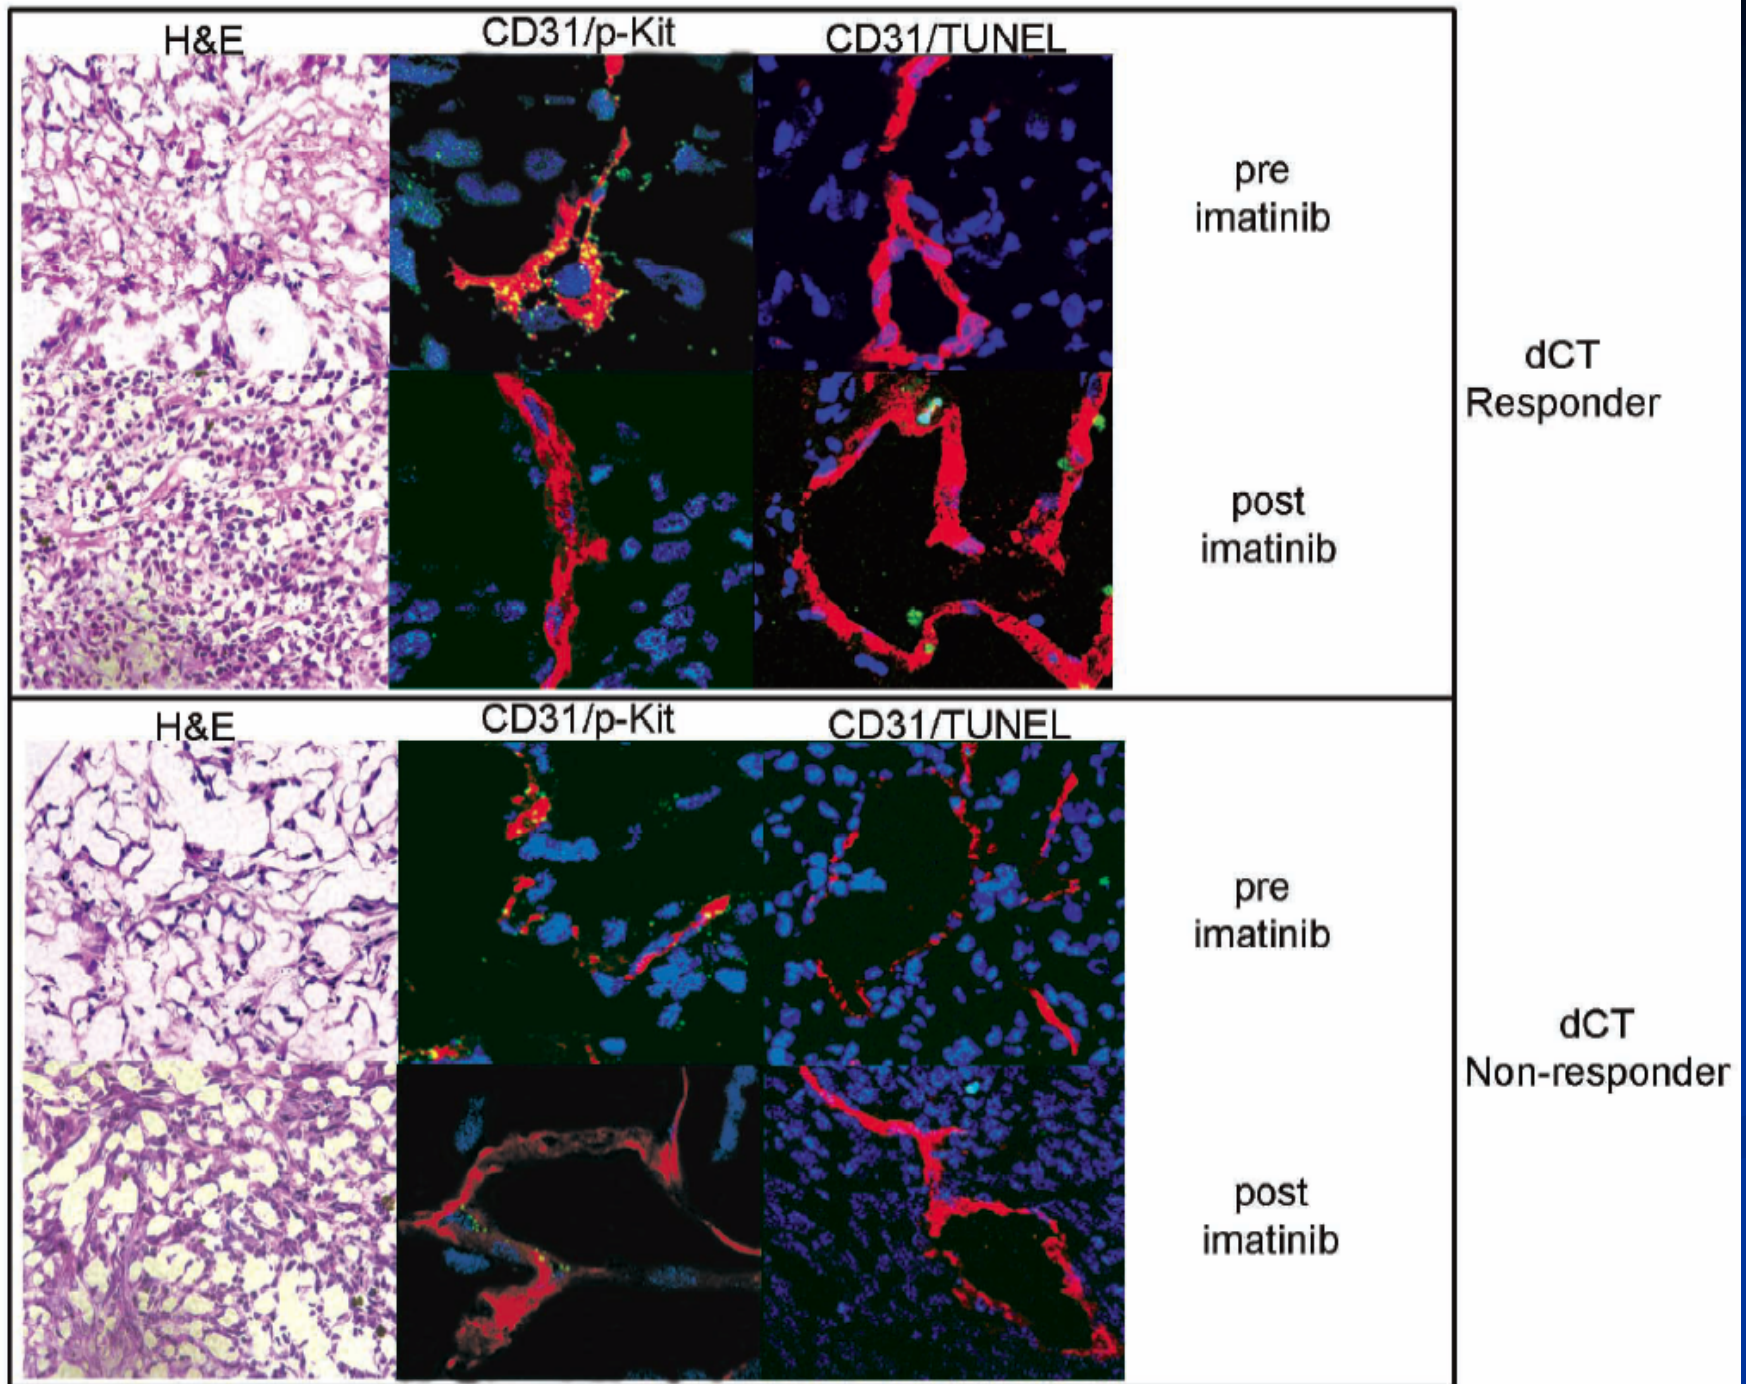 H&E
CD31/p-Kit
CD31/TUNEL
pre
imatinib
post
imatinib
dCT
Responder
H&E
CD31/p-Kit
CD31/TUNEL
pre
imatinib
post
imatinib
dCT
Non-responder